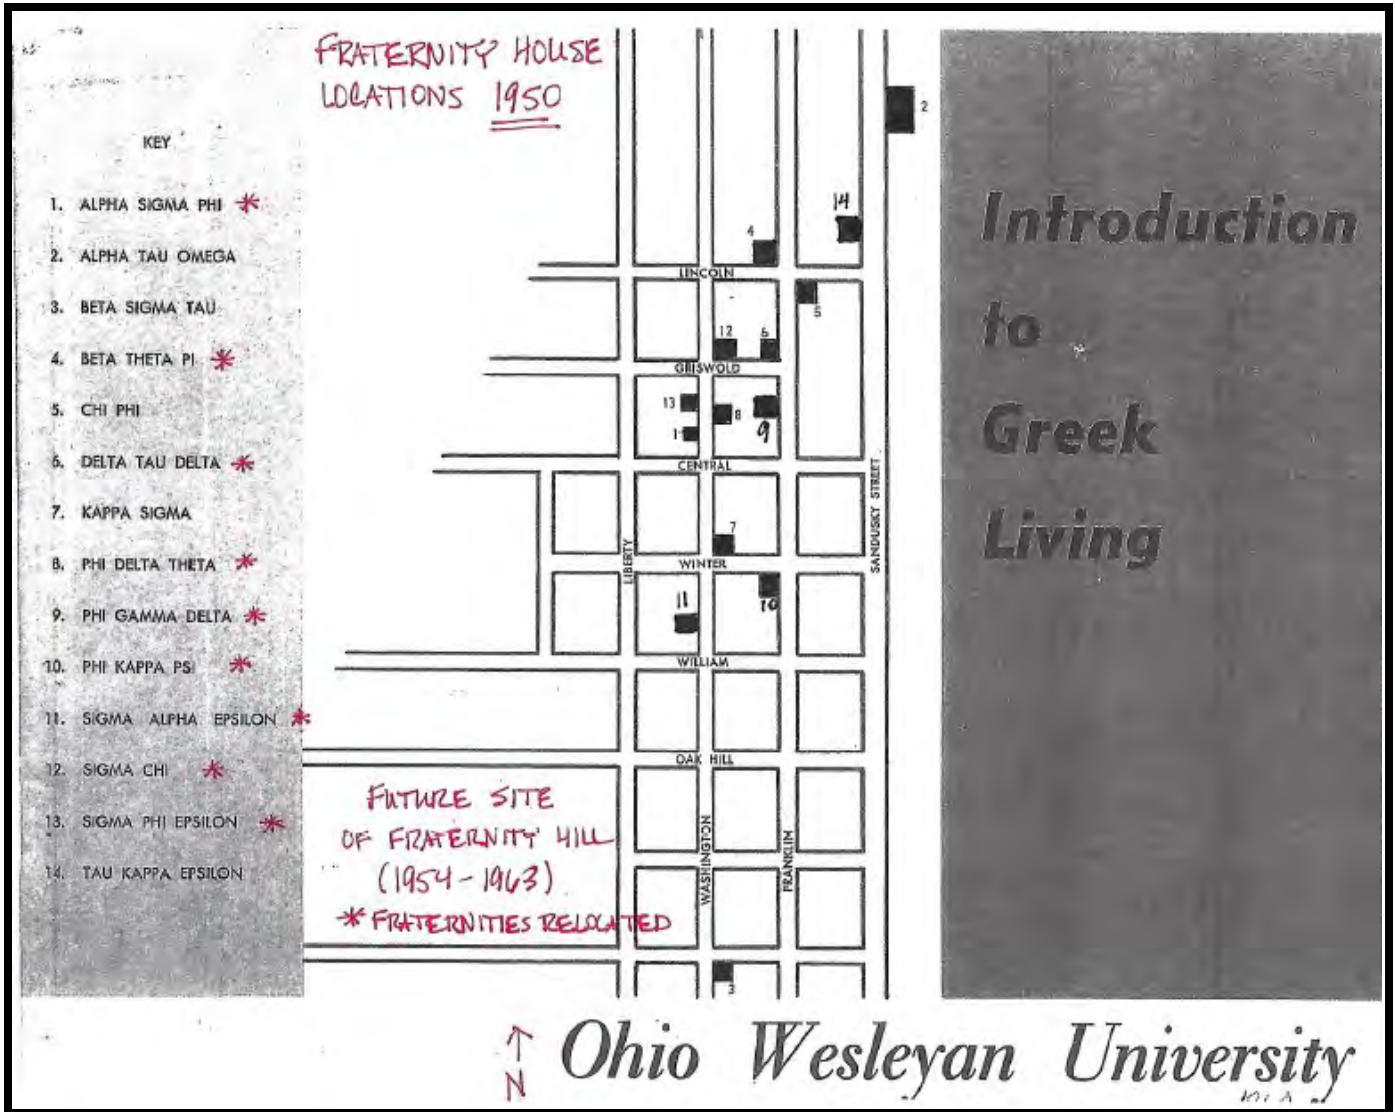 FRATERNITY HOUSE
LOCATIONS 1950
KEY
1. ALPHA SIGMA PHI *
2. ALPHA TAU OMEGA
3. BETA SIGMA TAU
4. BETA THETA PI *
5. CHI PHI
6. DELTA TAU DELTA *
7. KAPPA SIGMA
8. PHI DELTA THETA *
9. PHI GAMMA DELTA *
10. PHI KAPPA PSI *
11. SIGMA ALPHA EPSILON *
12. SIGMA CHI *
13. SIGMA PHI EPSILON *
14. TAU KAPPA EPSILON
2
14
4
LINCOLN
5
12 6
GRISWOLD
13
8
9
1
CENTRAL
SANDUSKY STREET
7
LIBERTY
WINTER
11
10
WILLIAM
OAK HILL
WASHINGTON
FRANKLIN
3
FUTURE SITE
OF FRATERNITY HILL
(1954-1963)
* FRATERNITIES RELOCATED
Introduction
to
Greek
Living
N
Ohio Wesleyan University